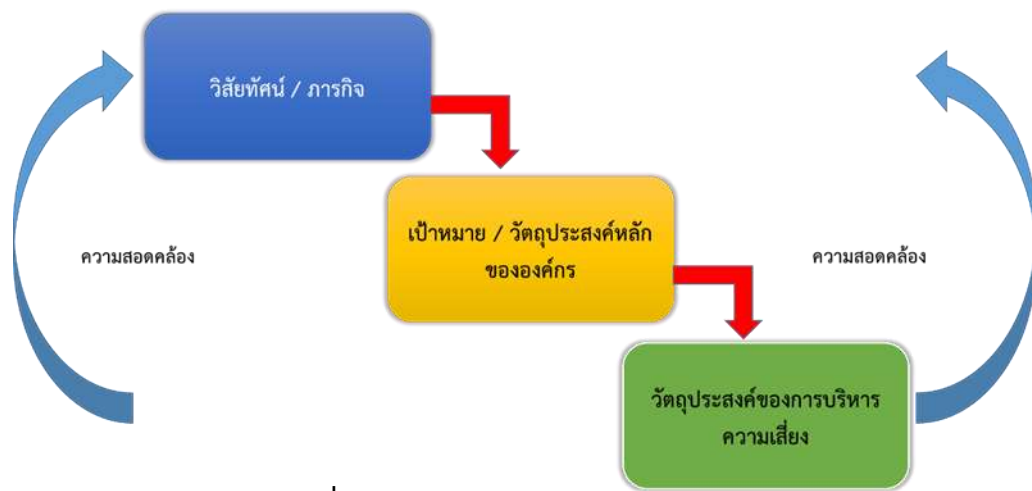 วิสัยทัศน์ / ภารกิจ
เป้าหมาย / วัตถุประสงค์หลัก
ขององค์กร
ความสอดคล้อง
ความสอดคล้อง
วัตถุประสงค์ของการบริหาร
ความเสี่ยง